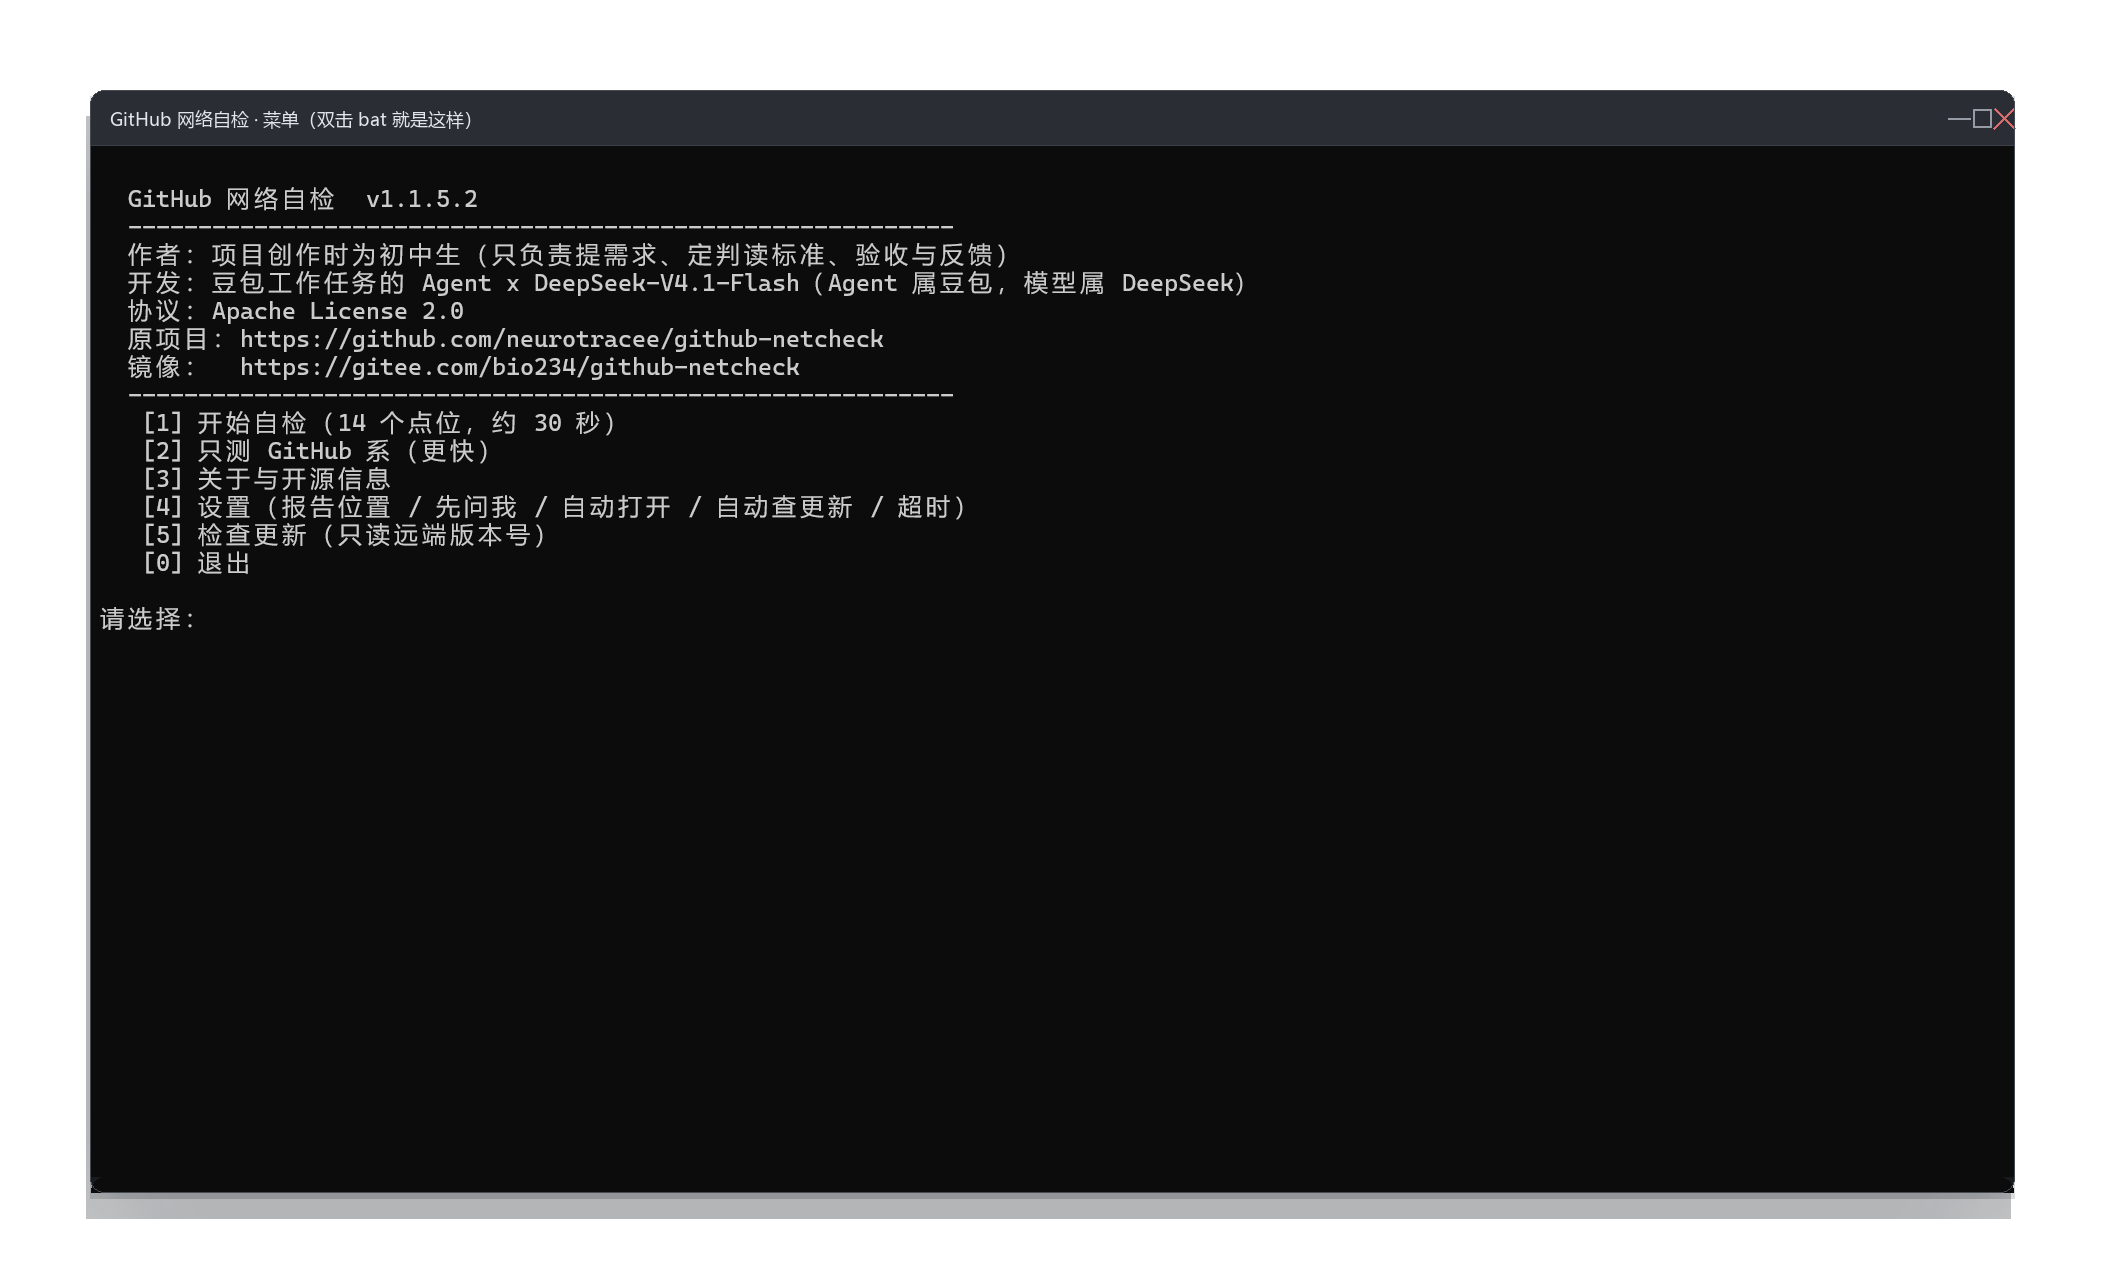 GitHub 网络自检 · 菜单（双击 bat 就是这样）
GitHub 网络自检  v1.1.5.2
-----------------------------------------------------------
作者：项目创作时为初中生（只负责提需求、定判读标准、验收与反馈）
开发：豆包工作任务的 Agent x DeepSeek-V4.1-Flash（Agent 属豆包，模型属 DeepSeek）
协议：Apache License 2.0
原项目：https://github.com/neurotracee/github-netcheck
镜像：  https://gitee.com/bio234/github-netcheck
-----------------------------------------------------------
[1] 开始自检（14 个点位，约 30 秒）
[2] 只测 GitHub 系（更快）
[3] 关于与开源信息
[4] 设置（报告位置 / 先问我 / 自动打开 / 自动查更新 / 超时）
[5] 检查更新（只读远端版本号）
[0] 退出
请选择：